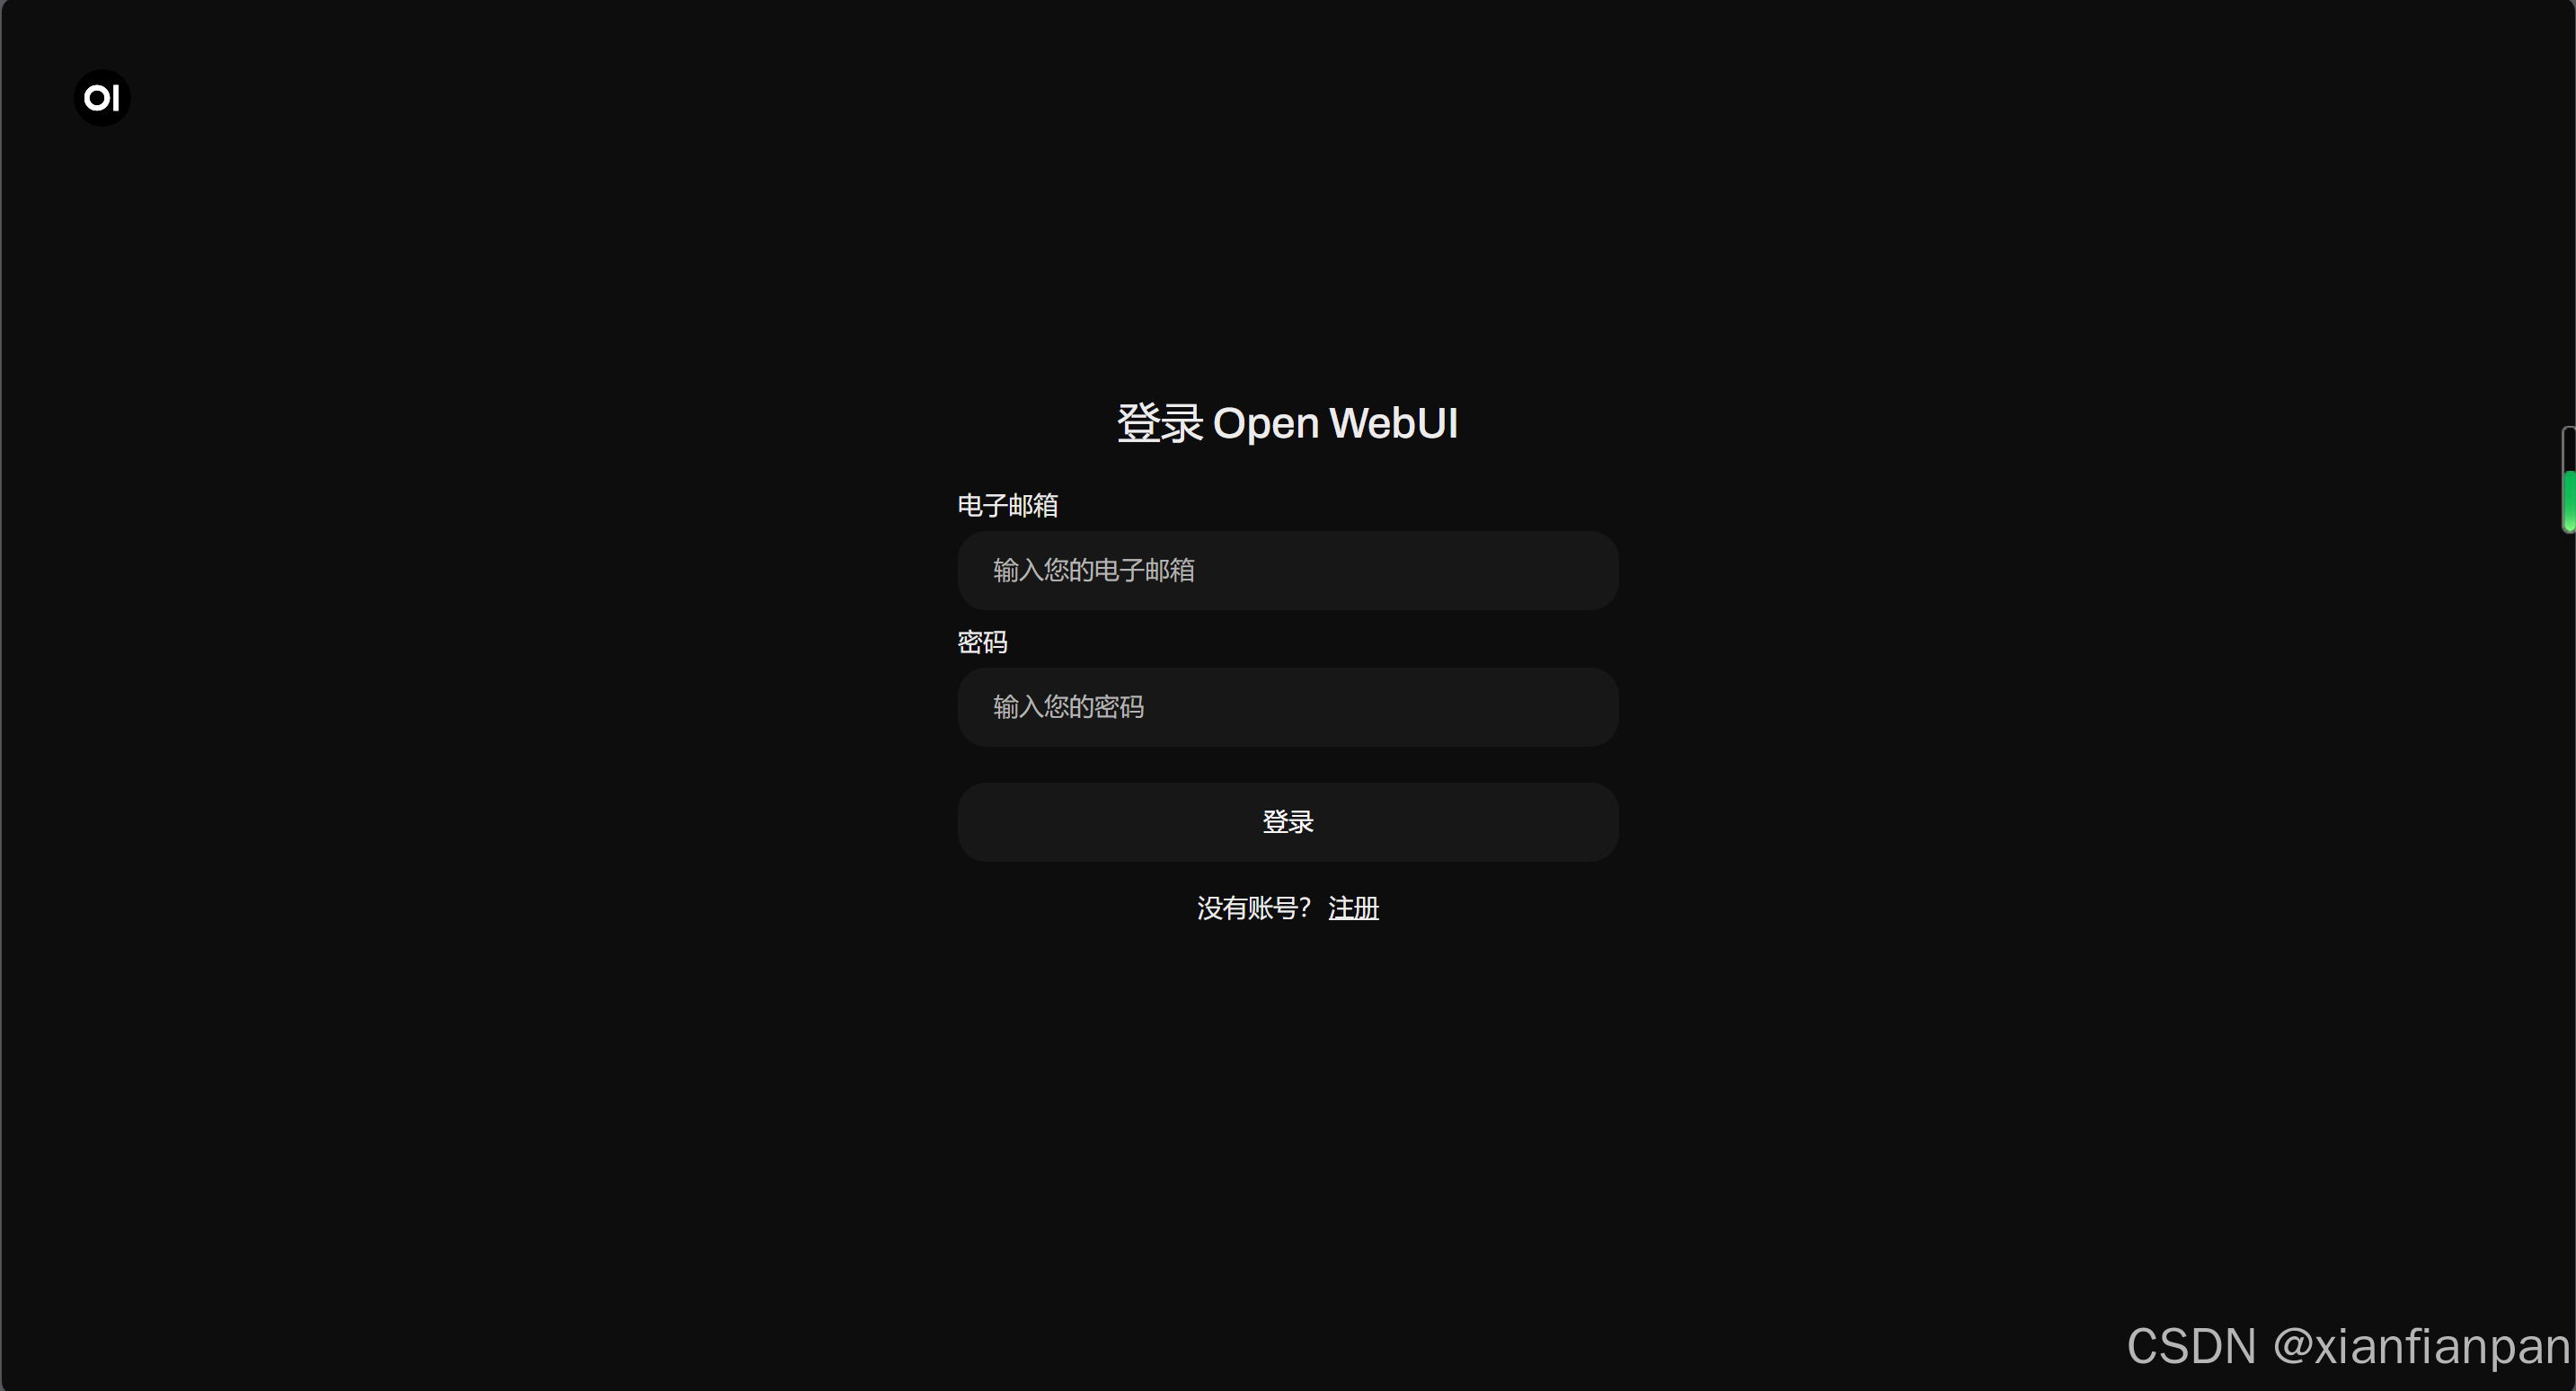 OI
登录 Open WebUI
电子邮箱
输入您的电子邮箱
密码
输入您的密码
登录
没有账号? 注册
CSDN @xianfianpan